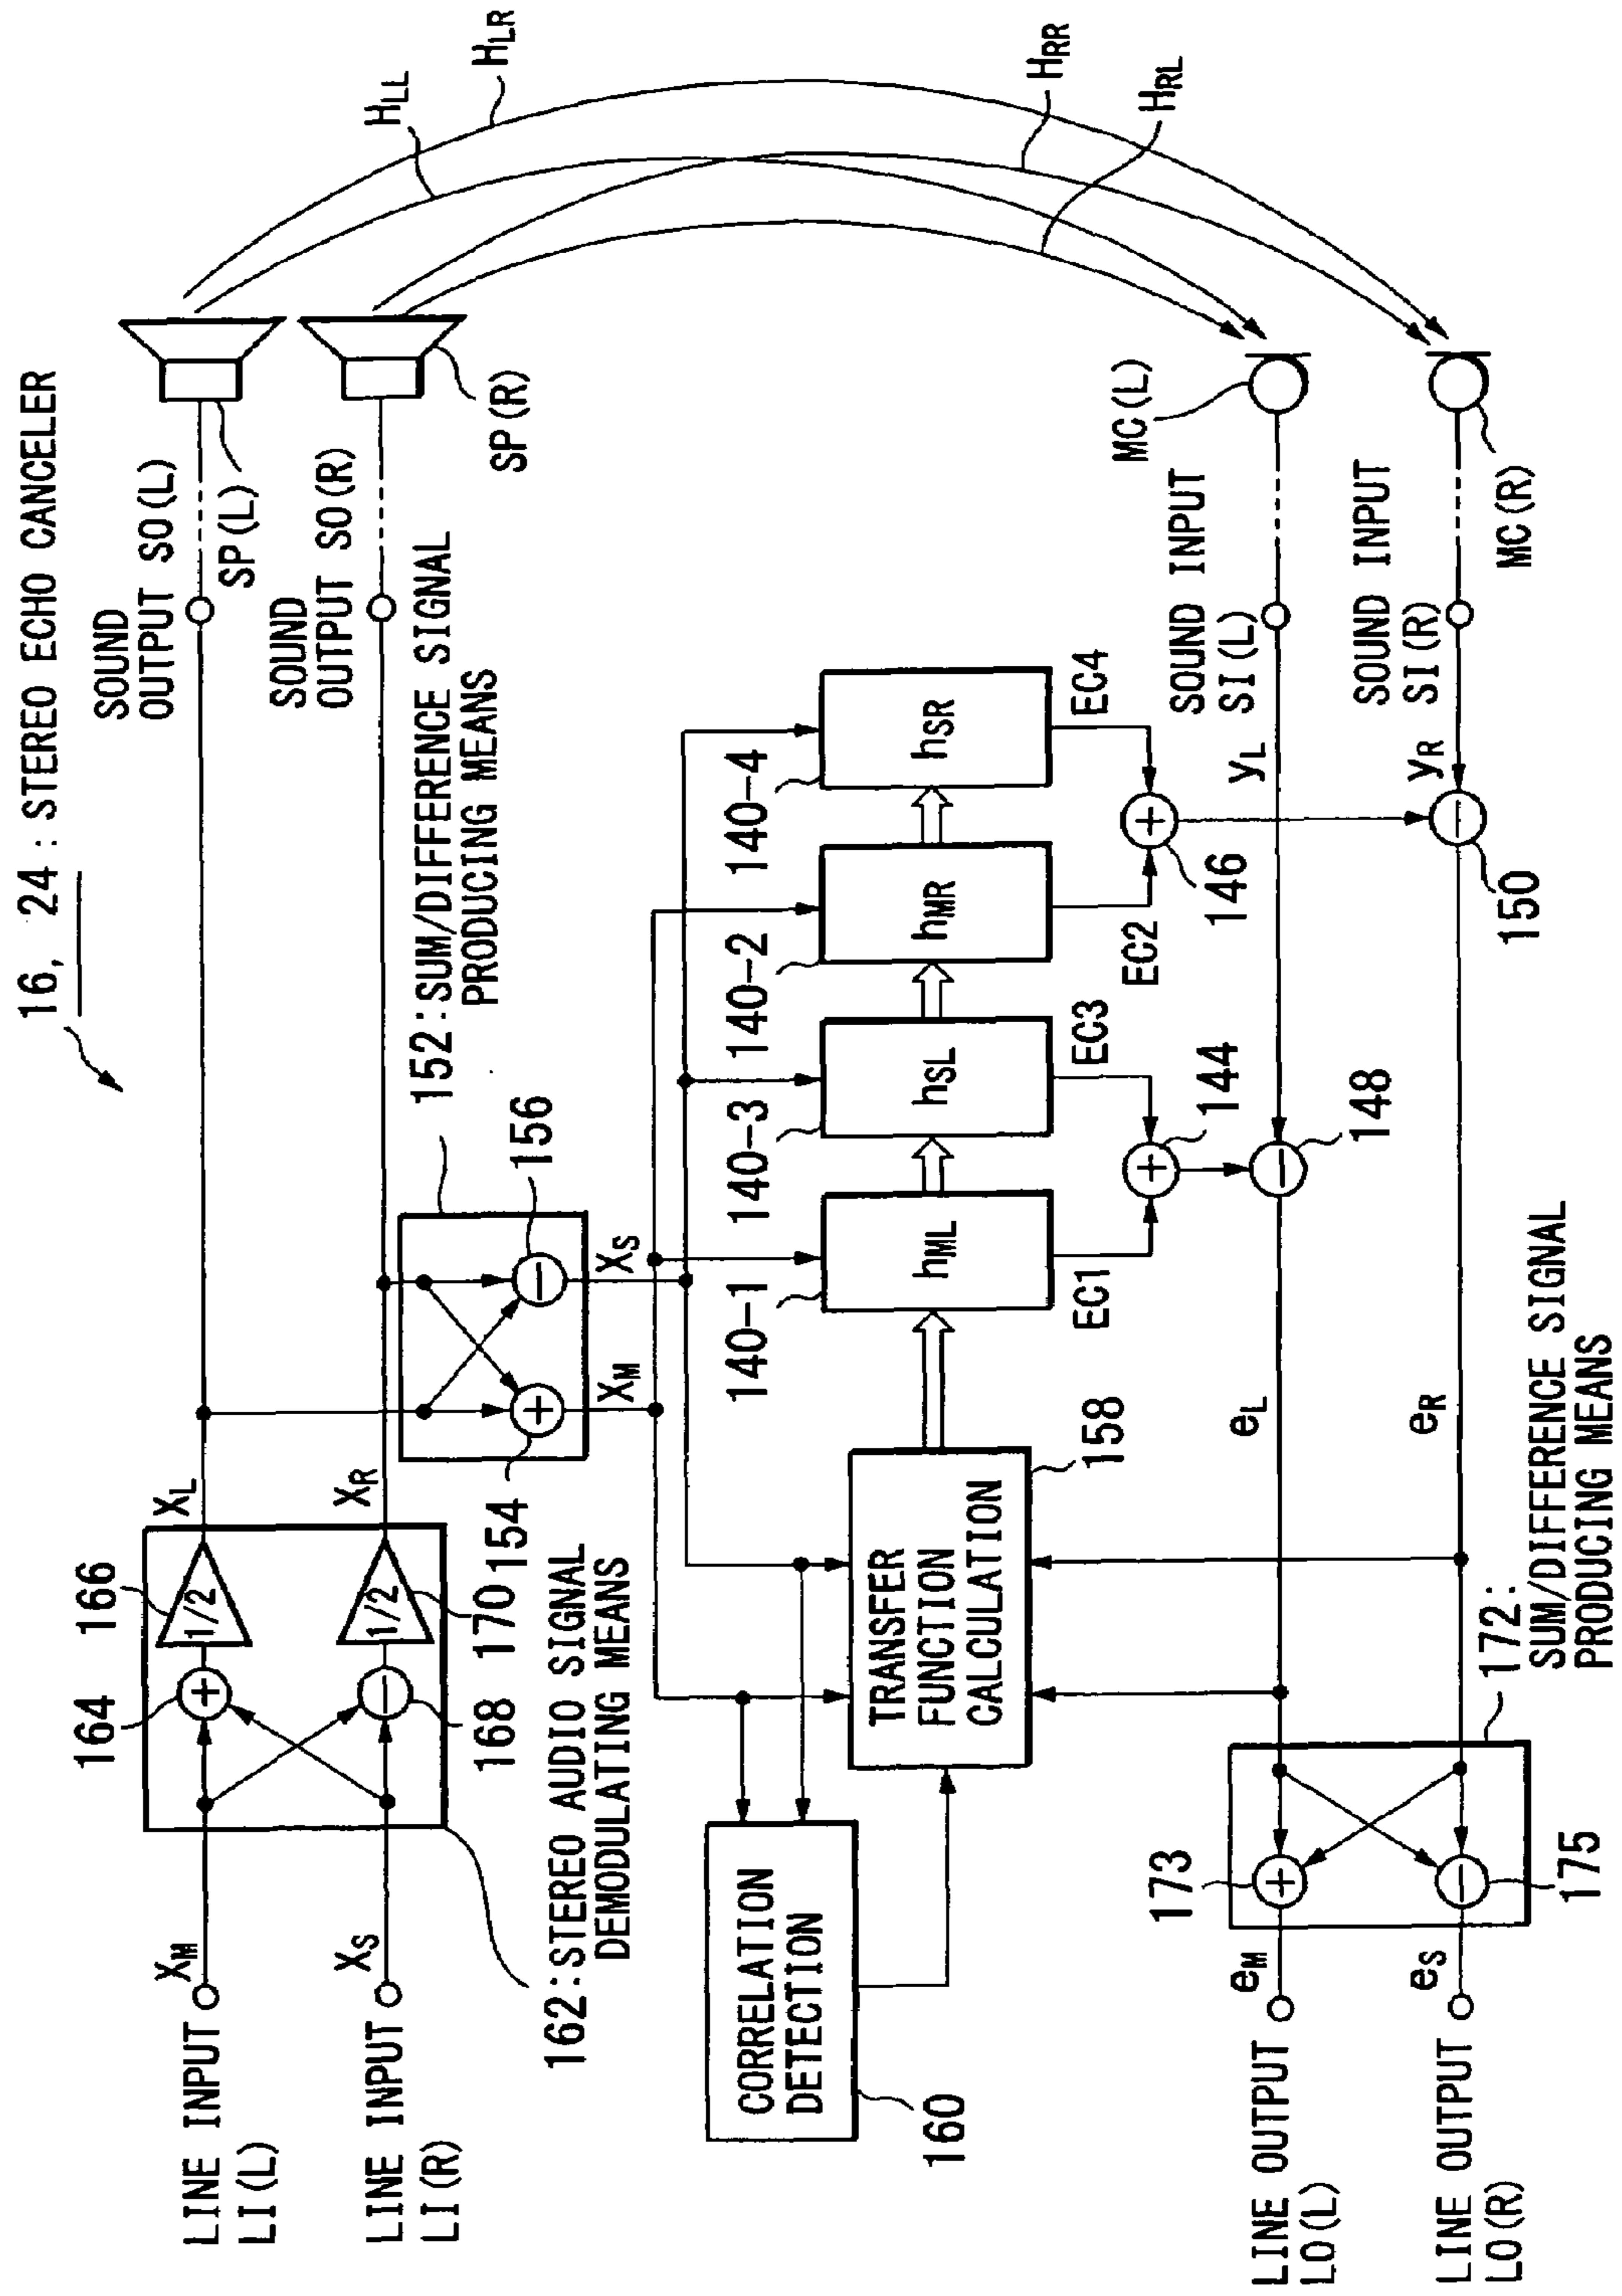 16, 24 : STEREO ECHO CANCELER
LINE INPUT
LI(L)
XM
164
166
1/2
XL
SOUND
OUTPUT SO(L)
SP(L)
HLL
HLR
LINE INPUT
LI(R)
XS
168
170
1/2
XR
SOUND
OUTPUT SO(R)
SP(R)
162:STEREO AUDIO SIGNAL
DEMODULATING MEANS
154
152:SUM/DIFFERENCE SIGNAL
PRODUCING MEANS
156
XM
XS
CORRELATION
DETECTION
160
TRANSFER
FUNCTION
CALCULATION
158
140-1
hML
EC1
140-3
hSL
EC3
140-2
hMR
EC2
140-4
hSR
EC4
144
146
148
150
HRR
HRL
MC(L)
SOUND INPUT
SI(L)
yL
eL
MC(R)
SOUND INPUT
SI(R)
yR
eR
172:
SUM/DIFFERENCE SIGNAL
PRODUCING MEANS
173
175
eM
LINE OUTPUT
LO(L)
eS
LINE OUTPUT
LO(R)